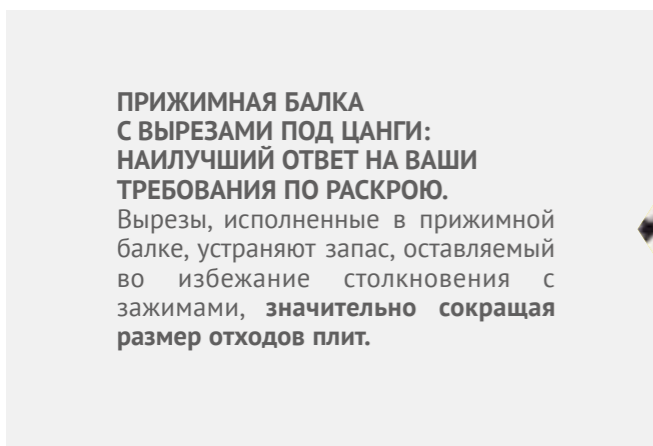 ПРИЖИМНАЯ БАЛКА
С ВЫРЕЗАМИ ПОД ЦАНГИ:
НАИЛУЧШИЙ ОТВЕТ НА ВАШИ
ТРЕБОВАНИЯ ПО РАСКРОЮ.
Вырезы, исполненные в прижимной
балке, устраняют запас, оставляемый
во избежание столкновения с
зажимами, значительно сокращая
размер отходов плит.